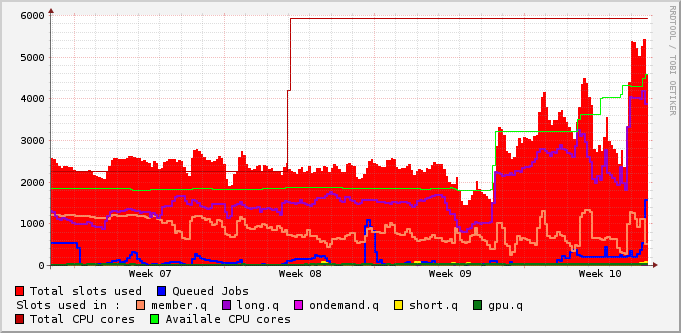 6000
5000
4000
3000
2000
1000
0
Week 07 Week 08 Week 09 Week 10
RRDTOOL / TOBI OETIKER
Total slots used Queued Jobs
Slots used in : member.q long.q ondemand.q short.q gpu.q
Total CPU cores Availale CPU cores